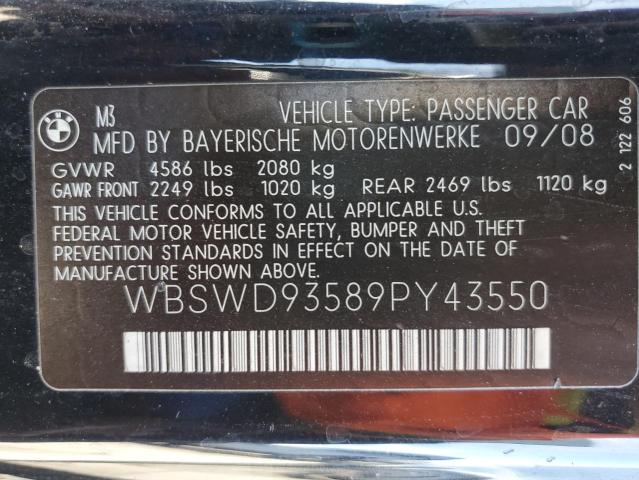 BMW
M3 VEHICLE TYPE: PASSENGER CAR
MFD BY BAYERISCHE MOTORENWERKE 09/08
GVWR 4586 lbs 2080 kg
GAWR FRONT 2249 lbs 1020 kg REAR 2469 lbs 1120 kg
THIS VEHICLE CONFORMS TO ALL APPLICABLE U.S.
FEDERAL MOTOR VEHICLE SAFETY, BUMPER AND THEFT
PREVENTION STANDARDS IN EFFECT ON THE DATE OF
MANUFACTURE SHOWN ABOVE.
WBSWD93589PY43550
2 122 606